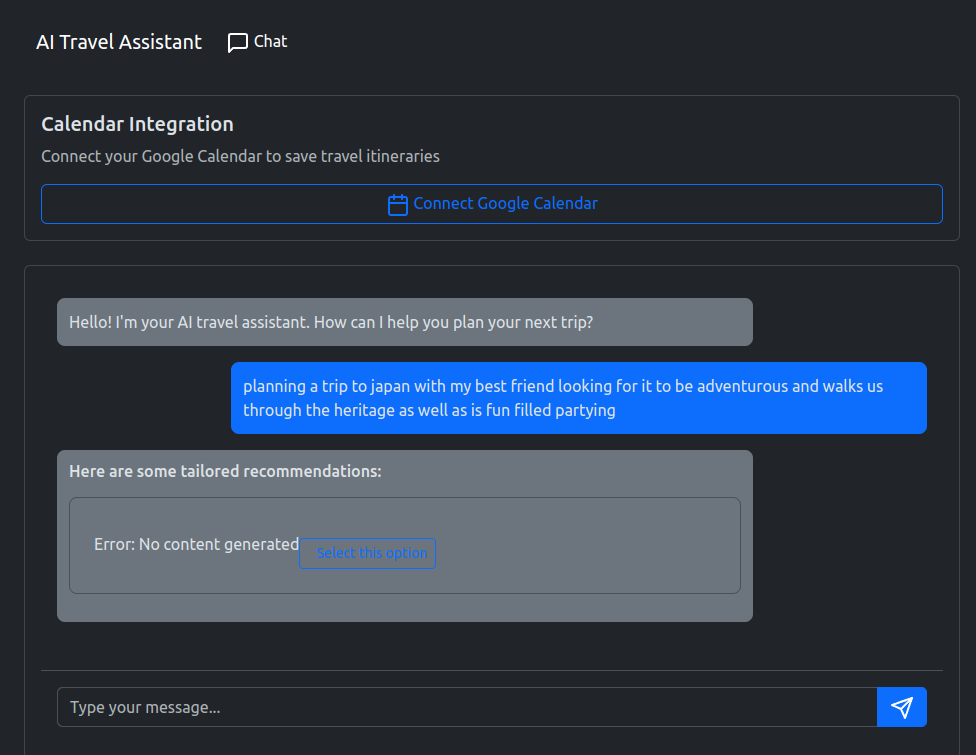 AI Travel Assistant
Chat
Calendar Integration
Connect your Google Calendar to save travel itineraries
Connect Google Calendar
Hello! I'm your AI travel assistant. How can I help you plan your next trip?
planning a trip to japan with my best friend looking for it to be adventurous and walks us
through the heritage as well as is fun filled partying
Here are some tailored recommendations:
Error: No content generated
Select this option
Type your message...